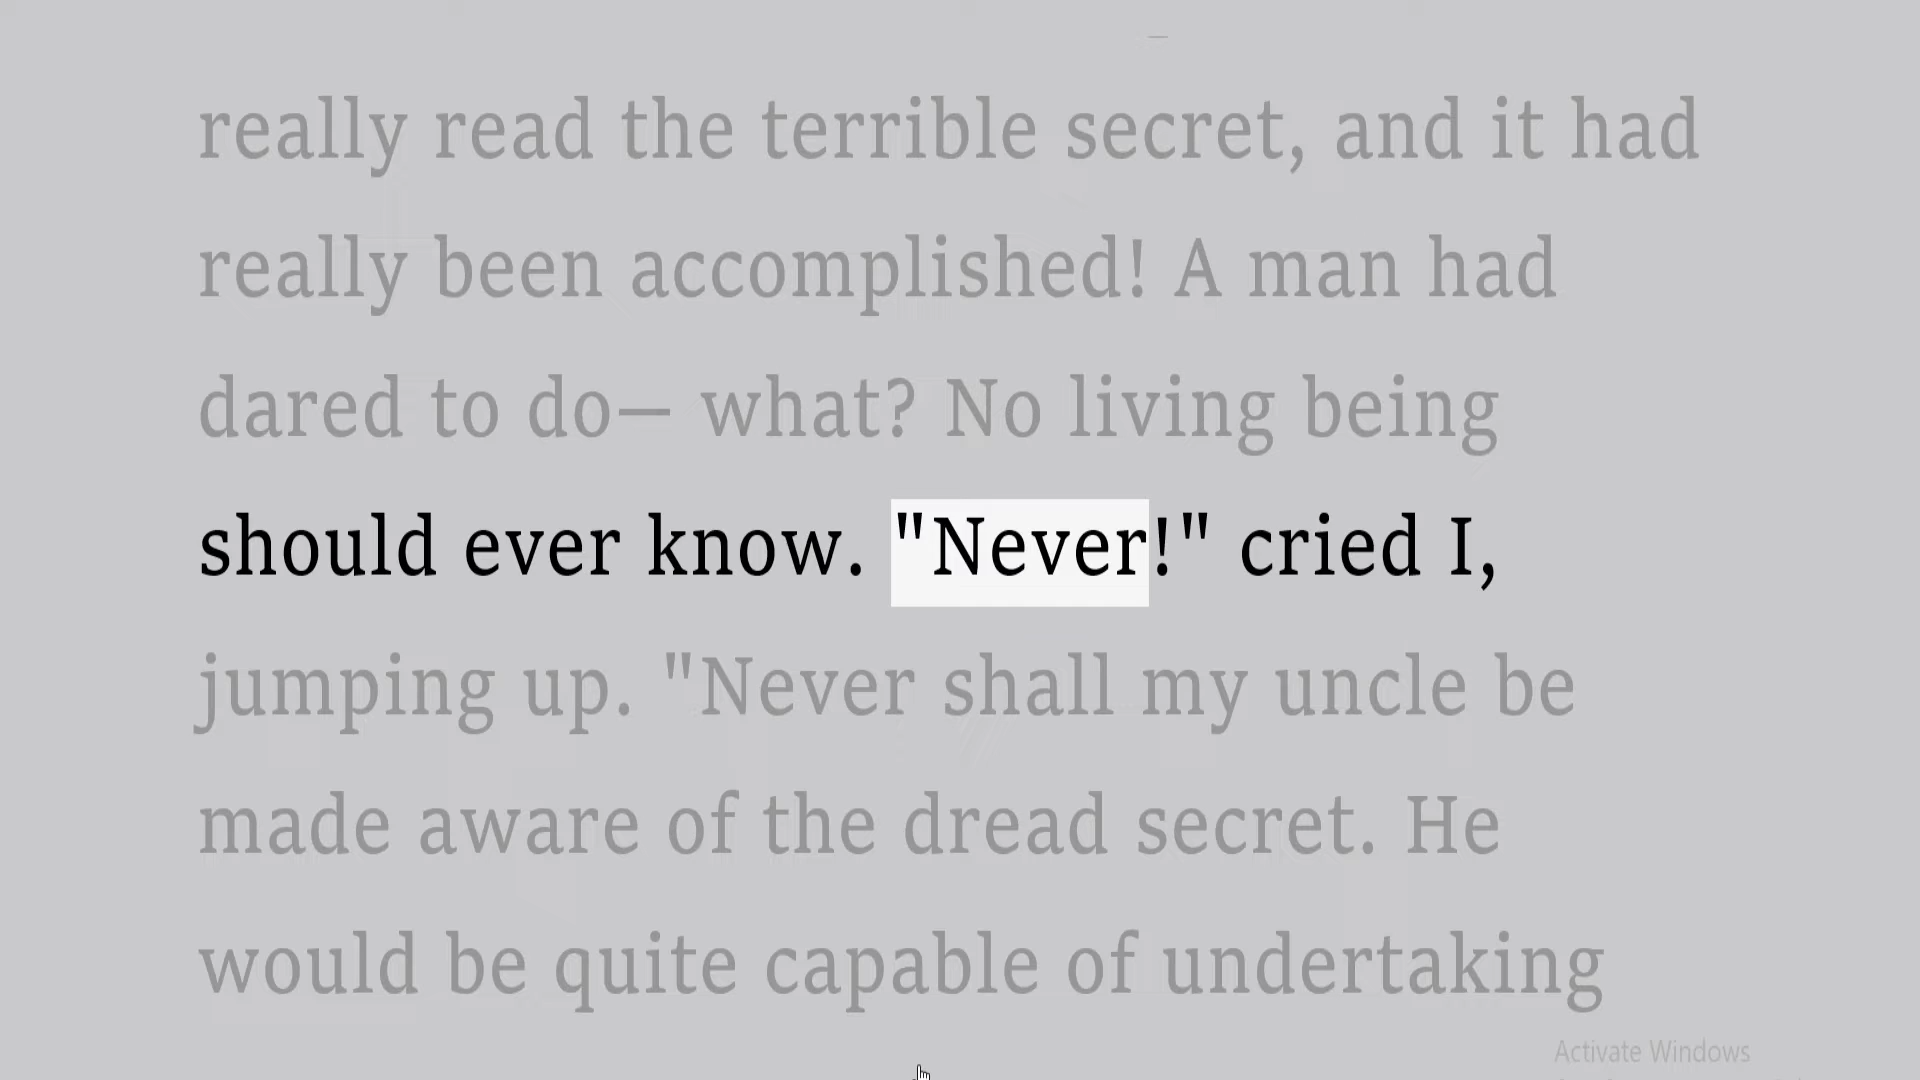 really read the terrible secret, and it had
really been accomplished! A man had
dared to do— what? No living being
should ever know. "Never!" cried I,
jumping up. "Never shall my uncle be
made aware of the dread secret. He
would be quite capable of undertaking
Activate Windows